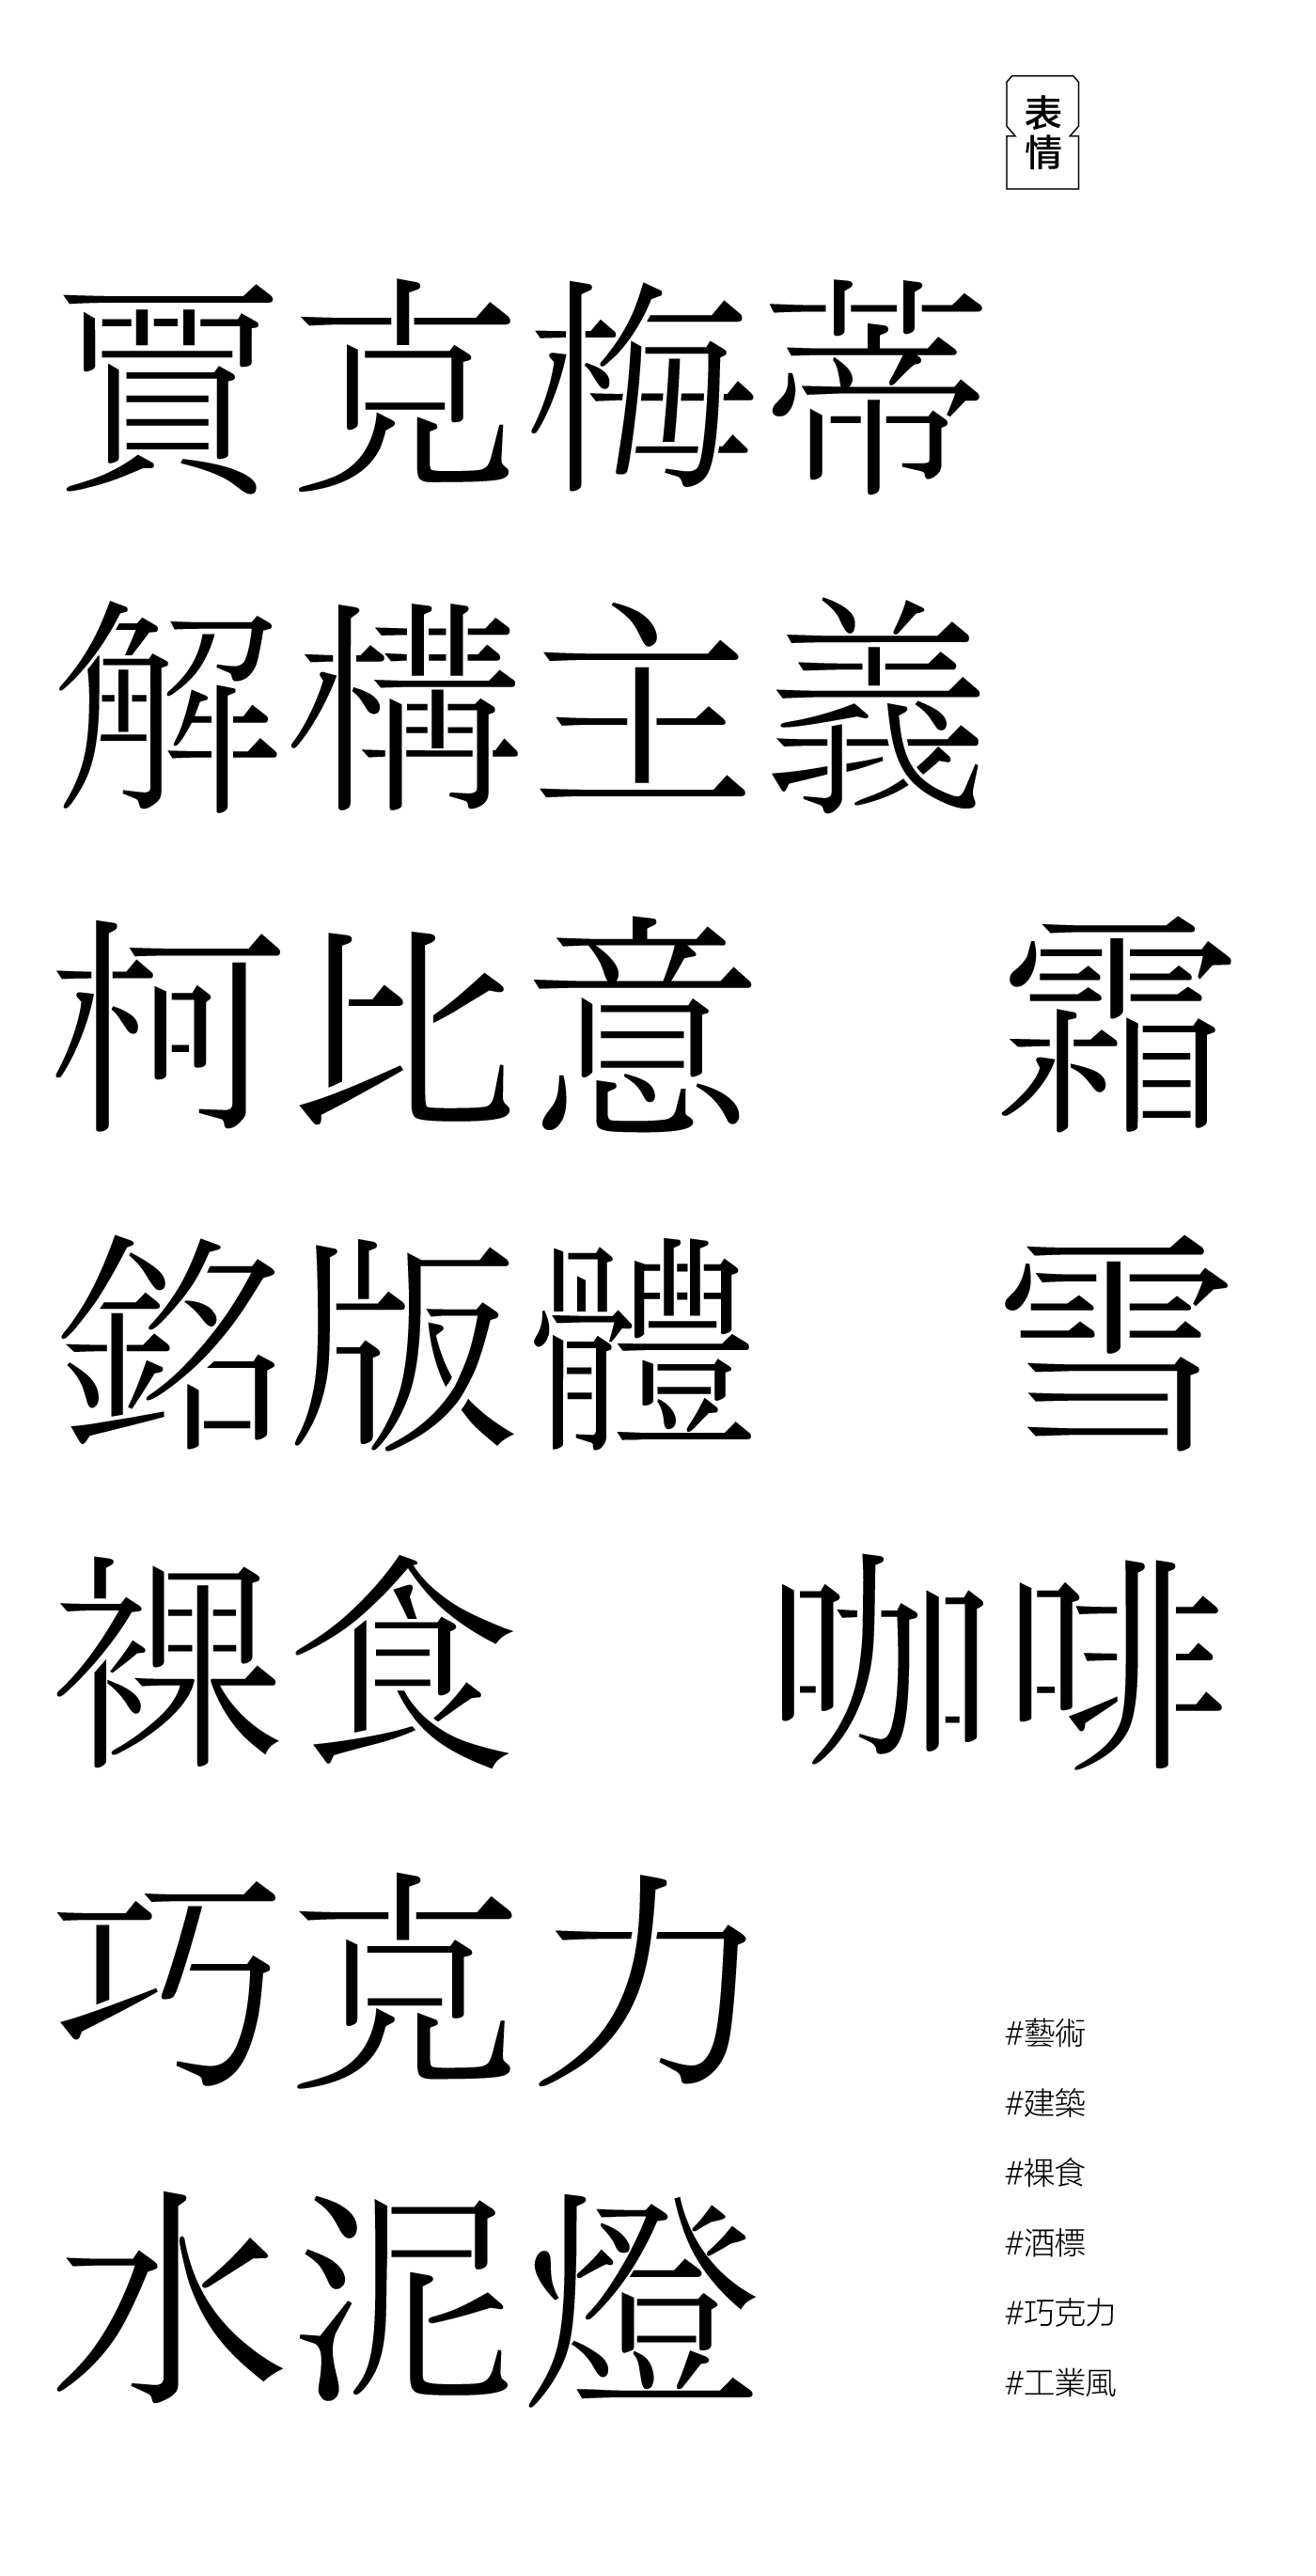 表情
賈克梅蒂
解構主義
柯比意 霜
銘版體 雪
裸食 咖啡
巧克力
水泥燈
#藝術
#建築
#裸食
#酒標
#巧克力
#工業風